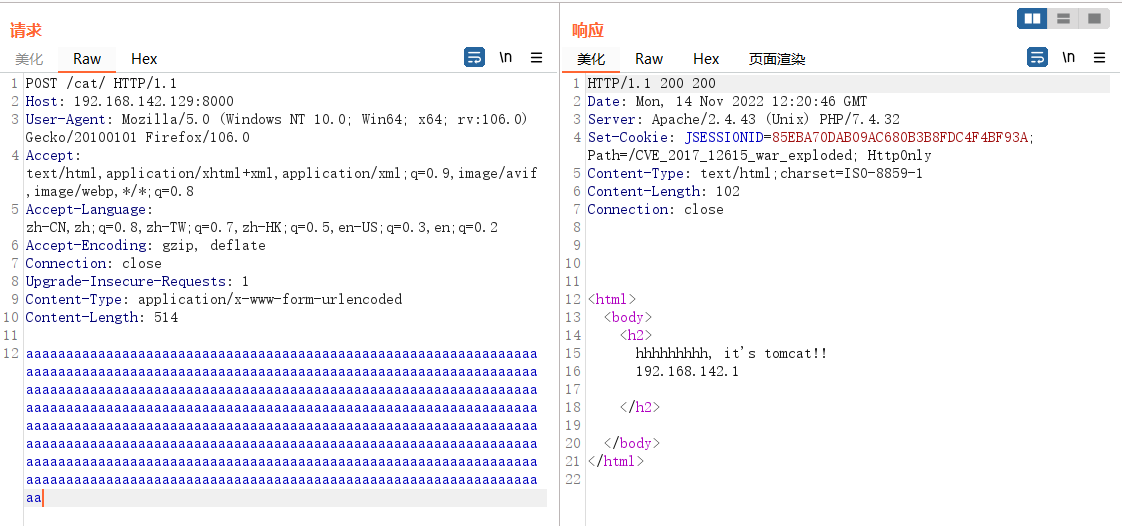 请求
美化 Raw Hex \n
1 POST /cat/ HTTP/1.1
2 Host: 192.168.142.129:8000
3 User-Agent: Mozilla/5.0 (Windows NT 10.0; Win64; x64; rv:106.0)
Gecko/20100101 Firefox/106.0
4 Accept:
text/html,application/xhtml+xml,application/xml;q=0.9,image/avif
,image/webp,*/*;q=0.8
5 Accept-Language:
zh-CN,zh;q=0.8,zh-TW;q=0.7,zh-HK;q=0.5,en-US;q=0.3,en;q=0.2
6 Accept-Encoding: gzip, deflate
7 Connection: close
8 Upgrade-Insecure-Requests: 1
9 Content-Type: application/x-www-form-urlencoded
10 Content-Length: 514
11
12 aaaaaaaaaaaaaaaaaaaaaaaaaaaaaaaaaaaaaaaaaaaaaaaaaaaaaaaaaaaaaaaa
aaaaaaaaaaaaaaaaaaaaaaaaaaaaaaaaaaaaaaaaaaaaaaaaaaaaaaaaaaaaaaaa
aaaaaaaaaaaaaaaaaaaaaaaaaaaaaaaaaaaaaaaaaaaaaaaaaaaaaaaaaaaaaaaa
aaaaaaaaaaaaaaaaaaaaaaaaaaaaaaaaaaaaaaaaaaaaaaaaaaaaaaaaaaaaaaaa
aaaaaaaaaaaaaaaaaaaaaaaaaaaaaaaaaaaaaaaaaaaaaaaaaaaaaaaaaaaaaaaa
aaaaaaaaaaaaaaaaaaaaaaaaaaaaaaaaaaaaaaaaaaaaaaaaaaaaaaaaaaaaaaaa
aaaaaaaaaaaaaaaaaaaaaaaaaaaaaaaaaaaaaaaaaaaaaaaaaaaaaaaaaaaaaaaa
aaaaaaaaaaaaaaaaaaaaaaaaaaaaaaaaaaaaaaaaaaaaaaaaaaaaaaaaaaaaaaaa
aa
响应
美化 Raw Hex 页面渲染 \n
1 HTTP/1.1 200 200
2 Date: Mon, 14 Nov 2022 12:20:46 GMT
3 Server: Apache/2.4.43 (Unix) PHP/7.4.32
4 Set-Cookie: JSESSIONID=85EBA70DAB09AC680B3B8FDC4F4BF93A;
Path=/CVE_2017_12615_war_exploded; HttpOnly
5 Content-Type: text/html;charset=ISO-8859-1
6 Content-Length: 102
7 Connection: close
8
9
10
11
12 <html>
13 <body>
14 <h2>
15 hhhhhhhhh, it's tomcat!!
16 192.168.142.1
17
18 </h2>
19
20 </body>
21 </html>
22